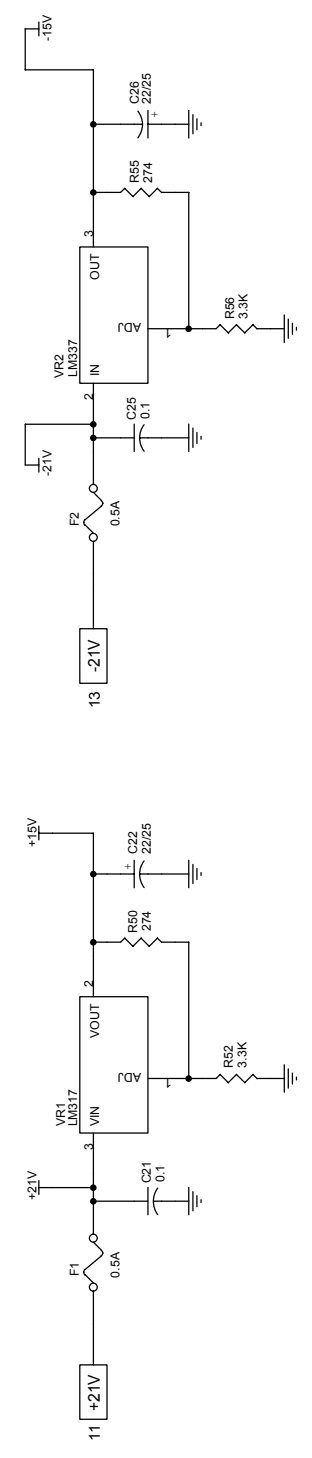 11
+21V
F1
0.5A
+21V
C21
0.1
VR1
LM317
3
VIN
VOUT
2
ADJ
1
R52
3.3K
R50
274
+
C22
22/25
+15V
13
-21V
F2
0.5A
-21V
C25
0.1
VR2
LM337
2
IN
OUT
3
ADJ
1
R56
3.3K
R55
274
C26
22/25
+
-15V